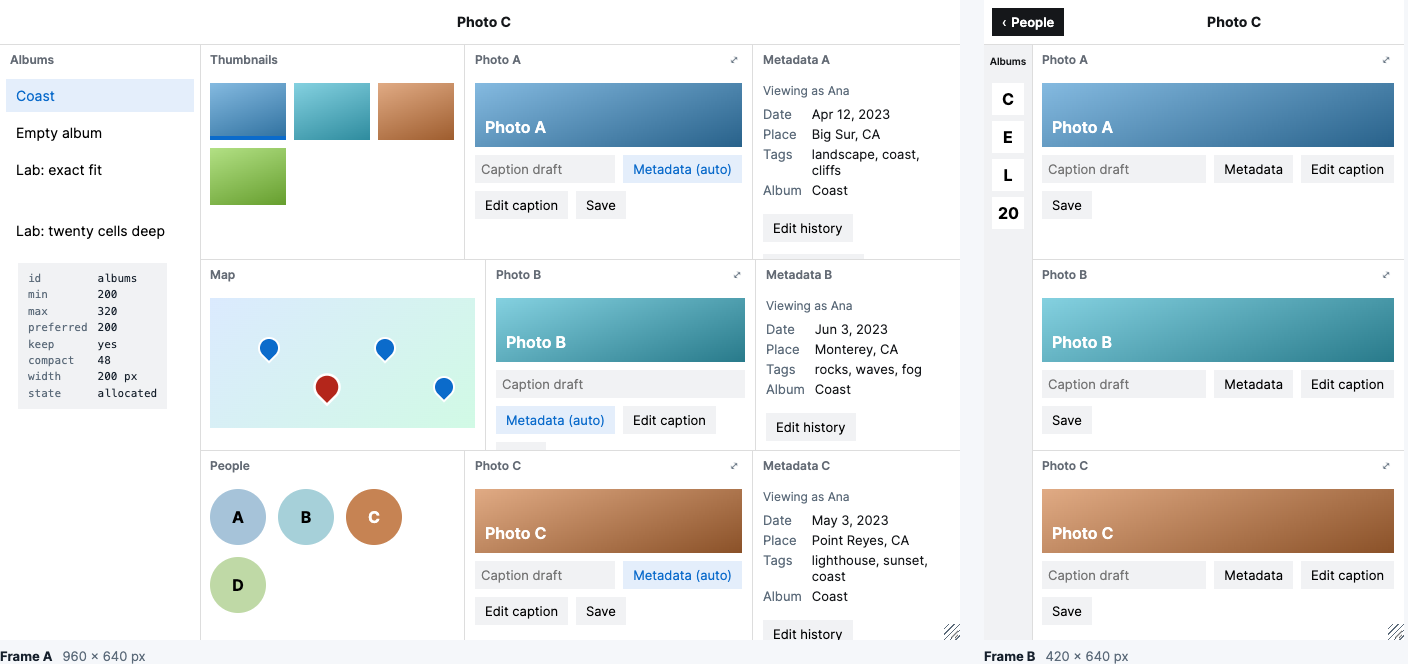 Photo C
Albums
Coast
Empty album
Lab: exact fit
Lab: twenty cells deep
id albums
min 200
max 320
preferred 200
keep yes
compact 48
width 200 px
state allocated
Thumbnails
Photo A
Photo A
Caption draft Metadata (auto)
Edit caption Save
Metadata A
Viewing as Ana
Date Apr 12, 2023
Place Big Sur, CA
Tags landscape, coast,
cliffs
Album Coast
Edit history
Map
Photo B
Photo B
Caption draft
Metadata (auto) Edit caption
Metadata B
Viewing as Ana
Date Jun 3, 2023
Place Monterey, CA
Tags rocks, waves, fog
Album Coast
Edit history
People
A B C
D
Photo C
Photo C
Caption draft Metadata (auto)
Edit caption Save
Metadata C
Viewing as Ana
Date May 3, 2023
Place Point Reyes, CA
Tags lighthouse, sunset,
coast
Album Coast
Edit history
Frame A 960 × 640 px
‹ People
Photo C
Albums
C
E
L
20
Photo A
Photo A
Caption draft Metadata Edit caption
Save
Photo B
Photo B
Caption draft Metadata Edit caption
Save
Photo C
Photo C
Caption draft Metadata Edit caption
Save
Frame B 420 × 640 px